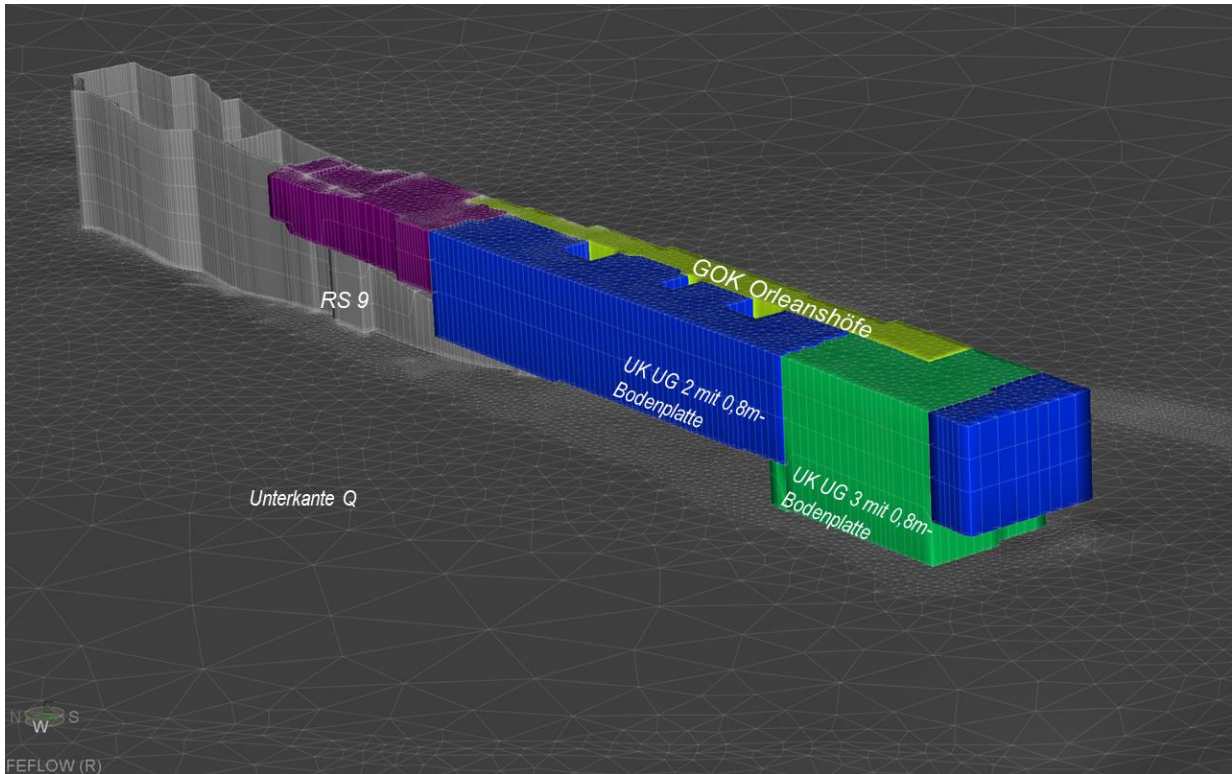 RS 9
GOK Orleanshöfe
UK UG 2 mit 0,8m-
Bodenplatte
UK UG 3 mit 0,8m-
Bodenplatte
Unterkante Q
N S
W
FEFLOW (R)